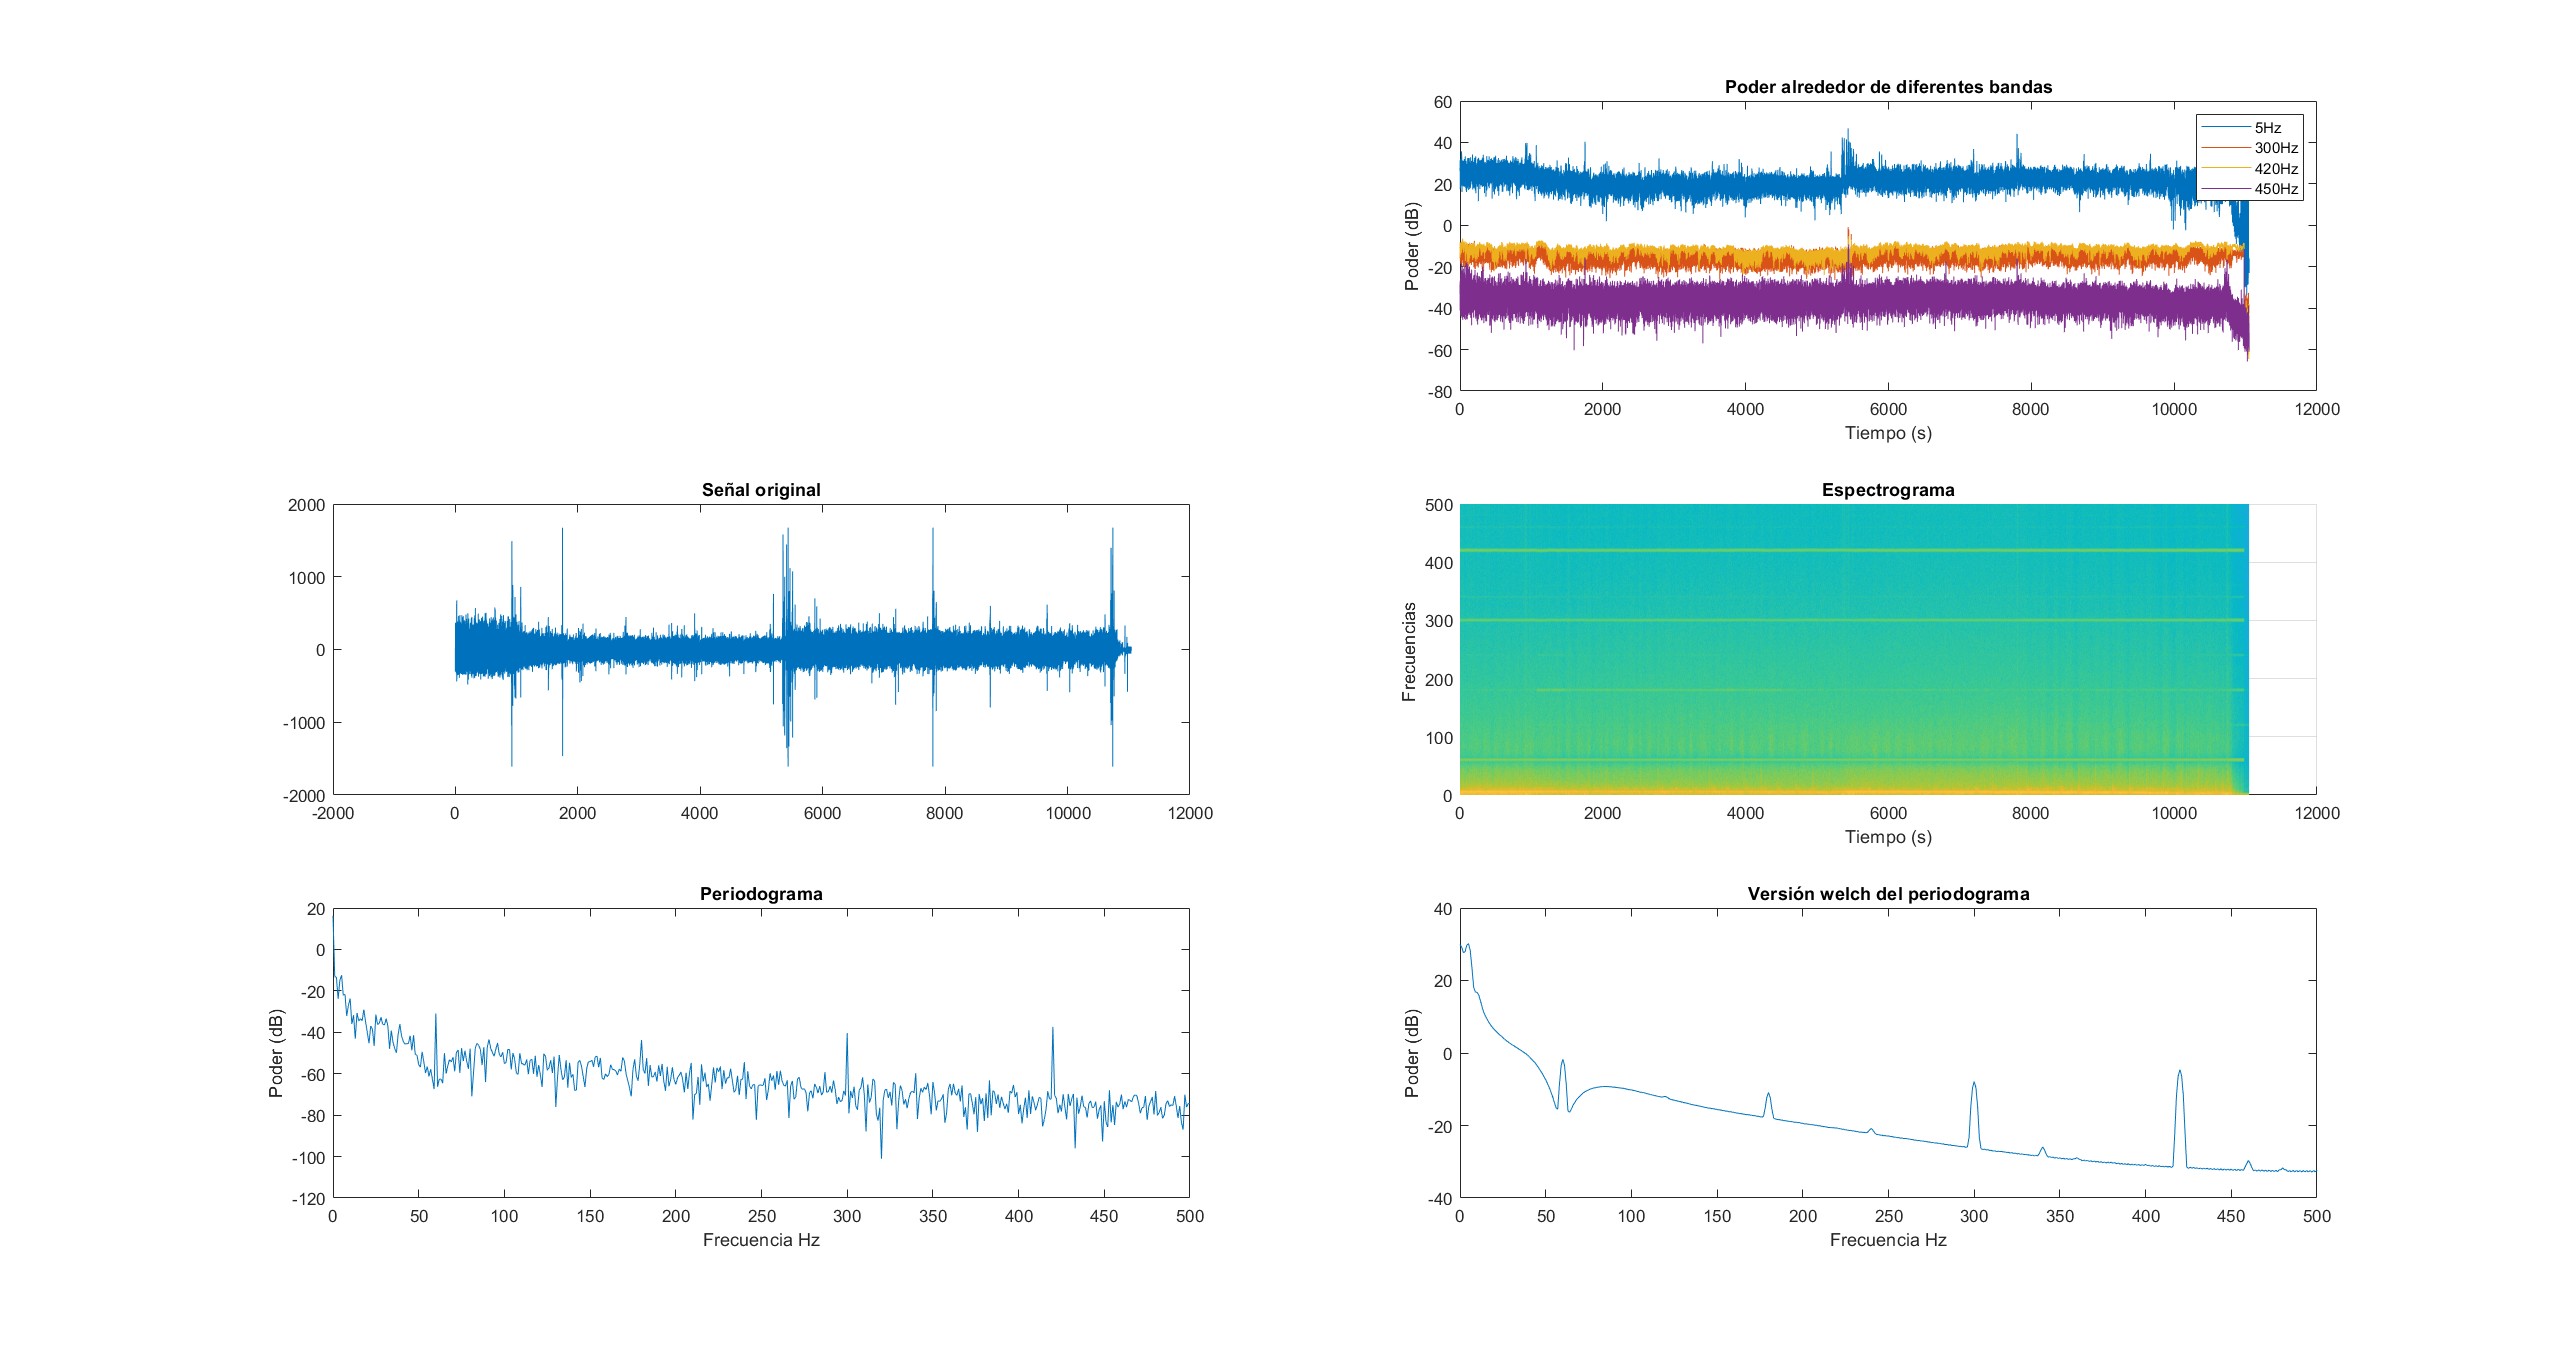 Poder alrededor de diferentes bandas
60
40
20
0
-20
-40
-60
-80
Poder (dB)
5Hz
300Hz
420Hz
450Hz
0 2000 4000 6000 8000 10000 12000
Tiempo (s)
Señal original
2000
1000
0
-1000
-2000
-2000 0 2000 4000 6000 8000 10000 12000
Espectrograma
500
400
300
200
100
0
Frecuencias
0 2000 4000 6000 8000 10000 12000
Tiempo (s)
Periodograma
20
0
-20
-40
-60
-80
-100
-120
Poder (dB)
0 50 100 150 200 250 300 350 400 450 500
Frecuencia Hz
Versión welch del periodograma
40
20
0
-20
-40
Poder (dB)
0 50 100 150 200 250 300 350 400 450 500
Frecuencia Hz